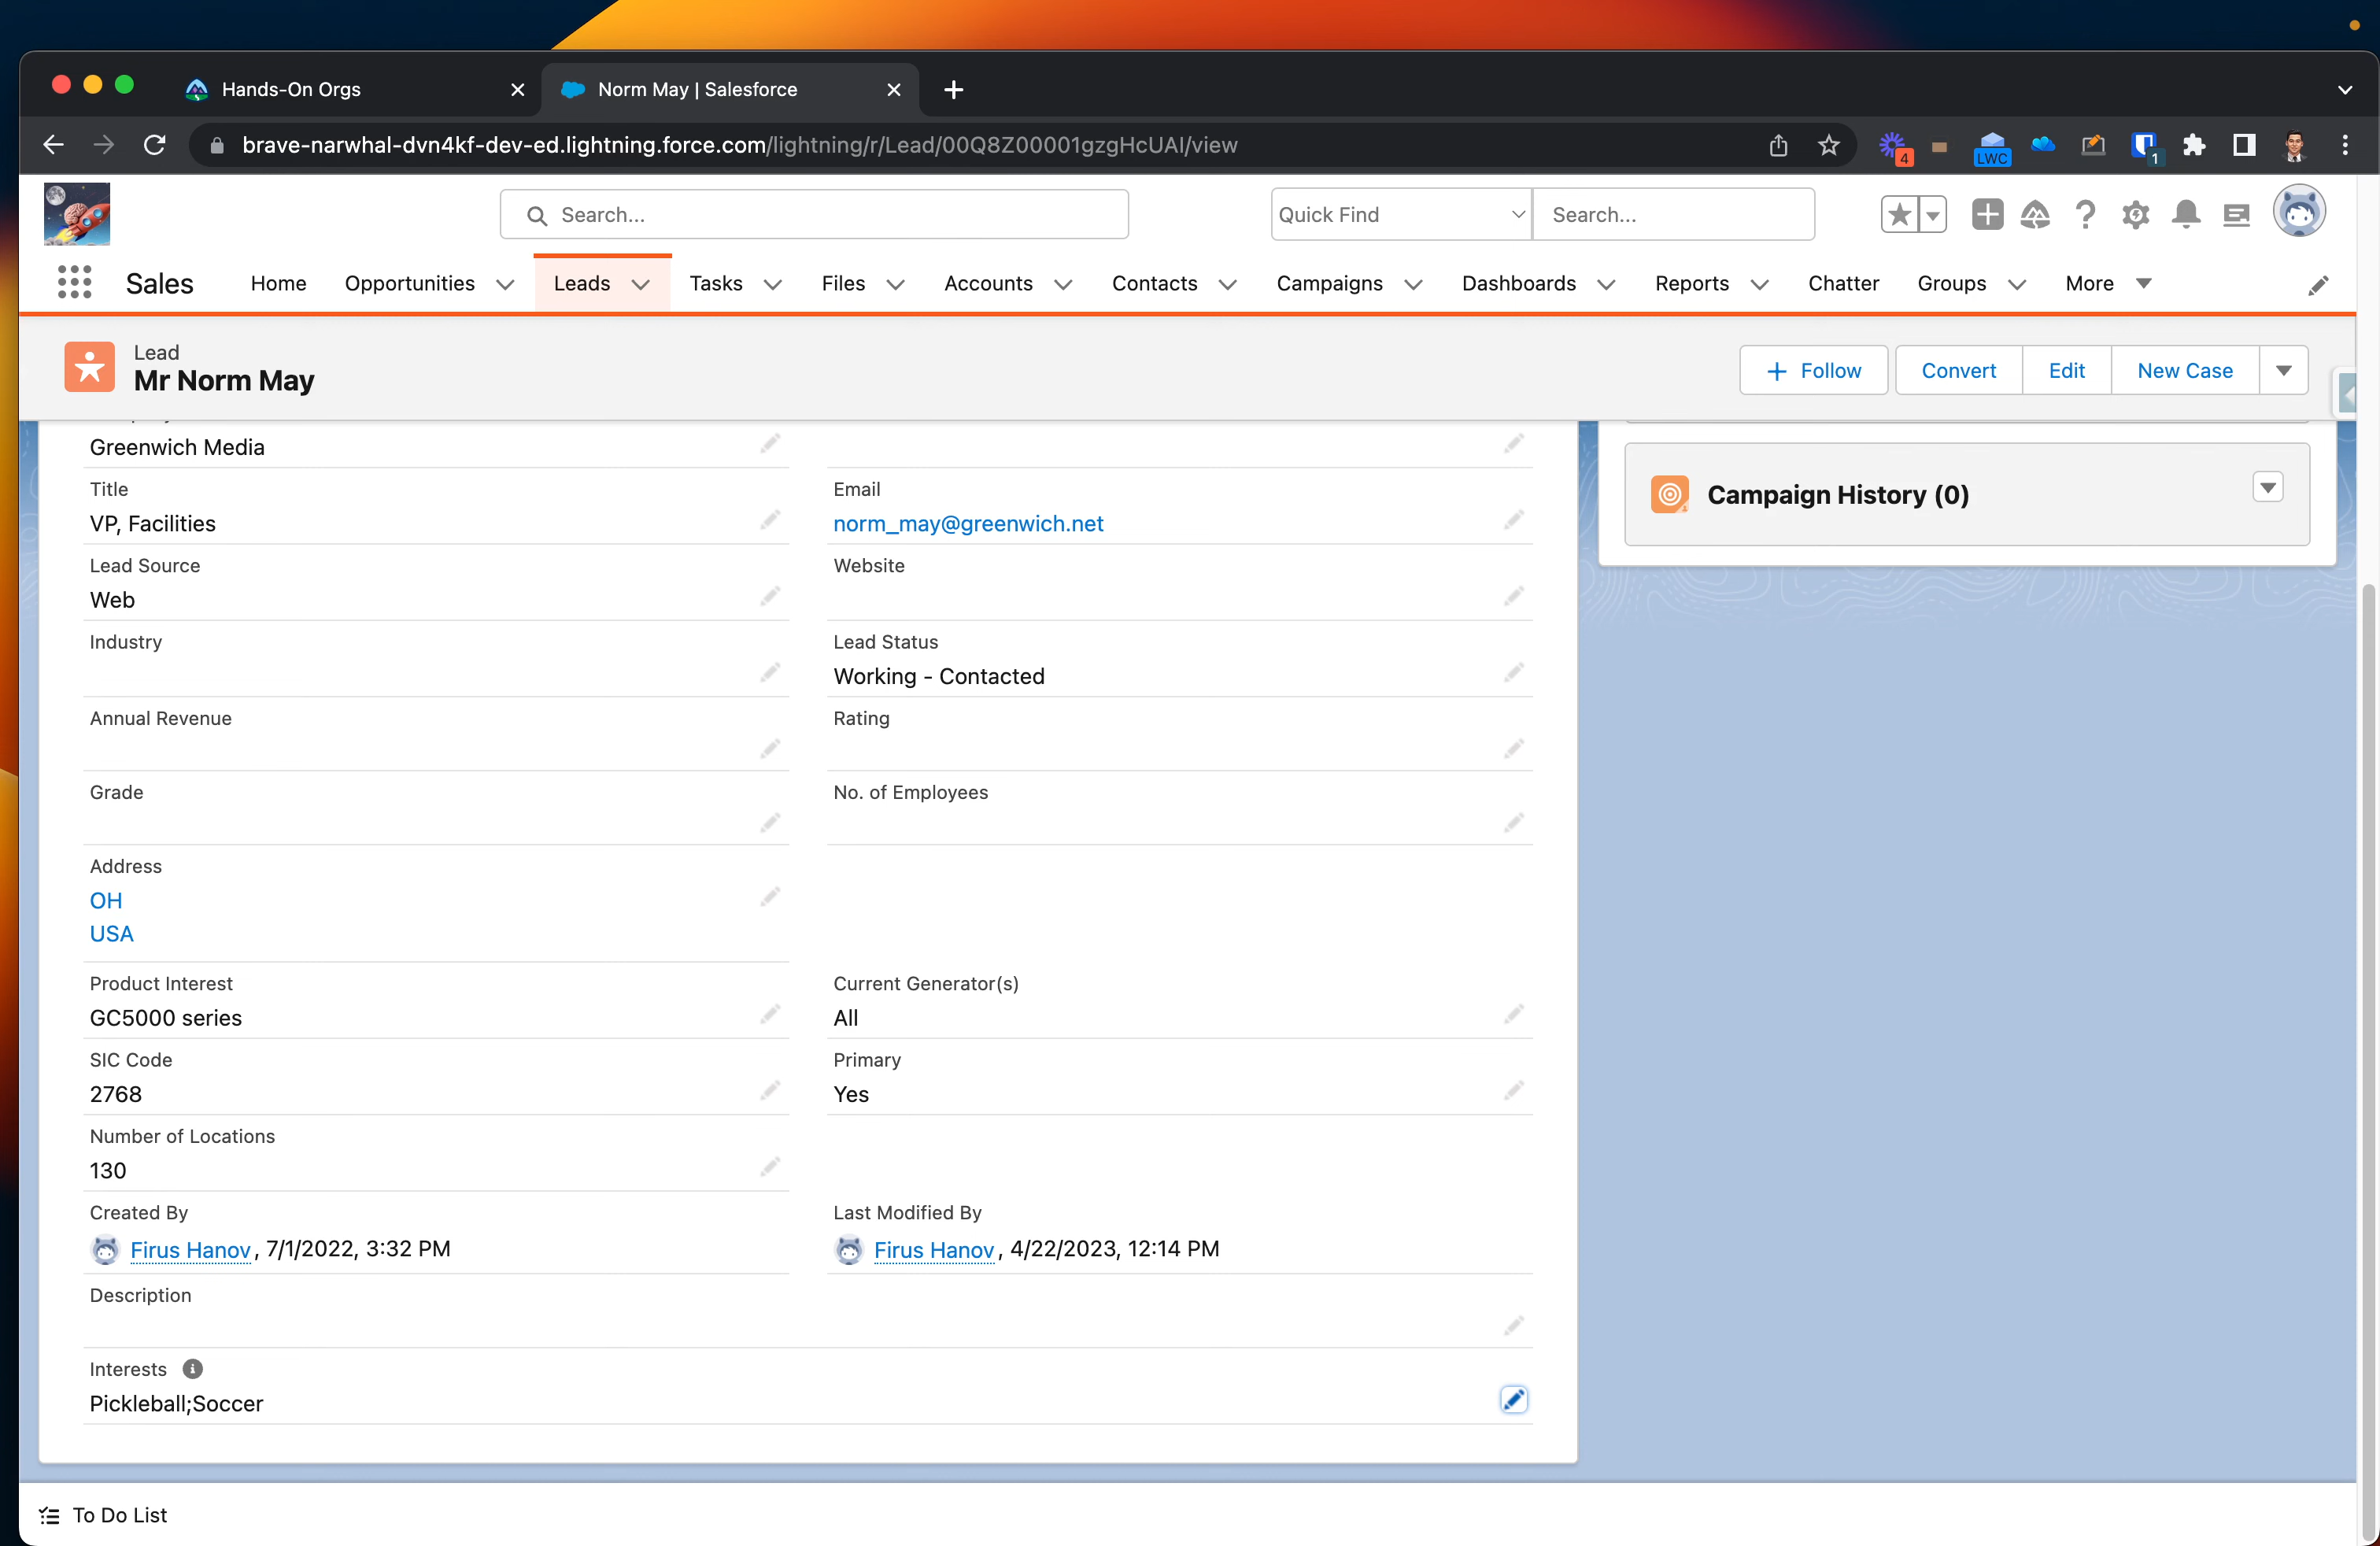 Hands-On Orgs
Norm May | Salesforce
brave-narwhal-dvn4kf-dev-ed.lightning.force.com/lightning/r/Lead/00Q8Z00001gzgHcUAI/view
4
LWC
1
Search...
Quick Find
Search...
Sales
Home
Opportunities
Leads
Tasks
Files
Accounts
Contacts
Campaigns
Dashboards
Reports
Chatter
Groups
More
Lead
Mr Norm May
Follow
Convert
Edit
New Case
Greenwich Media
Title
VP, Facilities
Email
norm_may@greenwich.net
Lead Source
Web
Website
Industry
Lead Status
Working - Contacted
Annual Revenue
Rating
Grade
No. of Employees
Address
OH
USA
Product Interest
GC5000 series
Current Generator(s)
All
SIC Code
2768
Primary
Yes
Number of Locations
130
Created By
Firus Hanov, 7/1/2022, 3:32 PM
Last Modified By
Firus Hanov, 4/22/2023, 12:14 PM
Description
Interests
Pickleball;Soccer
Campaign History (0)
To Do List